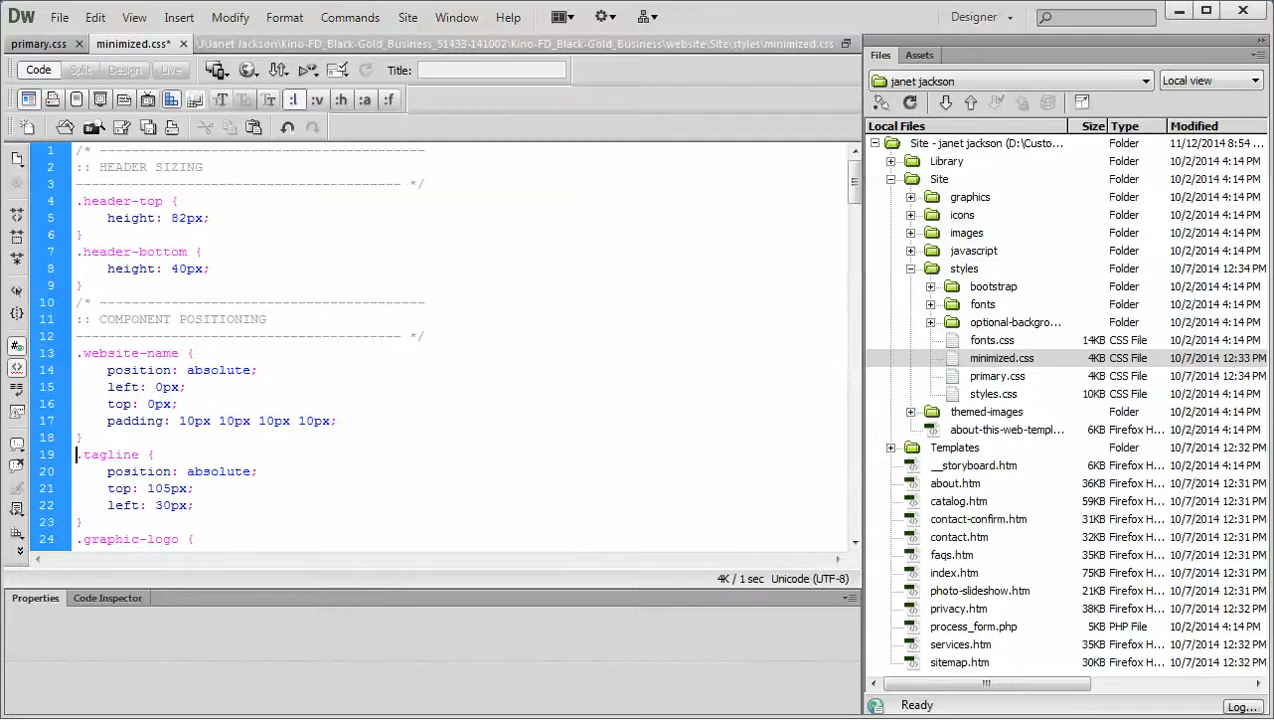 Dw File Edit View Insert Modify Format Commands Site Window Help Designer
primary.css × minimized.css* × \J\Janet Jackson\Kino-FD_Black-Gold_Business_51433-141002\Kino-FD_Black-Gold_Business\website\Site\styles\minimized.css
Code Split Design Live Title:
:l :v :h :a :f
1 /* -----------------------------------------
2 :: HEADER SIZING
3 ----------------------------------------- */
4 .header-top {
5 height: 82px;
6 }
7 .header-bottom {
8 height: 40px;
9 }
10 /* -----------------------------------------
11 :: COMPONENT POSITIONING
12 ----------------------------------------- */
13 .website-name {
14 position: absolute;
15 left: 0px;
16 top: 0px;
17 padding: 10px 10px 10px 10px;
18 }
19 .tagline {
20 position: absolute;
21 top: 105px;
22 left: 30px;
23 }
24 .graphic-logo {
4K / 1 sec Unicode (UTF-8)
Properties Code Inspector
Files Assets
janet jackson Local view
Local Files Size Type Modified
Site - janet jackson (D:\Custo... Folder 11/12/2014 8:54 ...
Library Folder 10/2/2014 4:14 PM
Site Folder 10/2/2014 4:14 PM
graphics Folder 10/2/2014 4:14 PM
icons Folder 10/2/2014 4:14 PM
images Folder 10/2/2014 4:14 PM
javascript Folder 10/2/2014 4:14 PM
styles Folder 10/7/2014 12:34 PM
bootstrap Folder 10/2/2014 4:14 PM
fonts Folder 10/2/2014 4:14 PM
optional-backgro... Folder 10/2/2014 4:14 PM
fonts.css 14KB CSS File 10/2/2014 4:14 PM
minimized.css 4KB CSS File 10/7/2014 12:33 PM
primary.css 4KB CSS File 10/7/2014 12:34 PM
styles.css 10KB CSS File 10/2/2014 4:14 PM
themed-images Folder 10/2/2014 4:14 PM
about-this-web-templ... 6KB Firefox H... 10/2/2014 4:14 PM
Templates Folder 10/2/2014 4:14 PM
__storyboard.htm 6KB Firefox H... 10/2/2014 4:14 PM
about.htm 36KB Firefox H... 10/7/2014 12:31 PM
catalog.htm 59KB Firefox H... 10/7/2014 12:31 PM
contact-confirm.htm 31KB Firefox H... 10/7/2014 12:31 PM
contact.htm 32KB Firefox H... 10/7/2014 12:31 PM
faqs.htm 35KB Firefox H... 10/7/2014 12:31 PM
index.htm 75KB Firefox H... 10/7/2014 12:31 PM
photo-slideshow.htm 21KB Firefox H... 10/7/2014 12:31 PM
privacy.htm 38KB Firefox H... 10/7/2014 12:32 PM
process_form.php 5KB PHP File 10/2/2014 4:14 PM
services.htm 35KB Firefox H... 10/7/2014 12:32 PM
sitemap.htm 32KB Firefox H... 10/7/2014 12:32 PM
Ready Log...